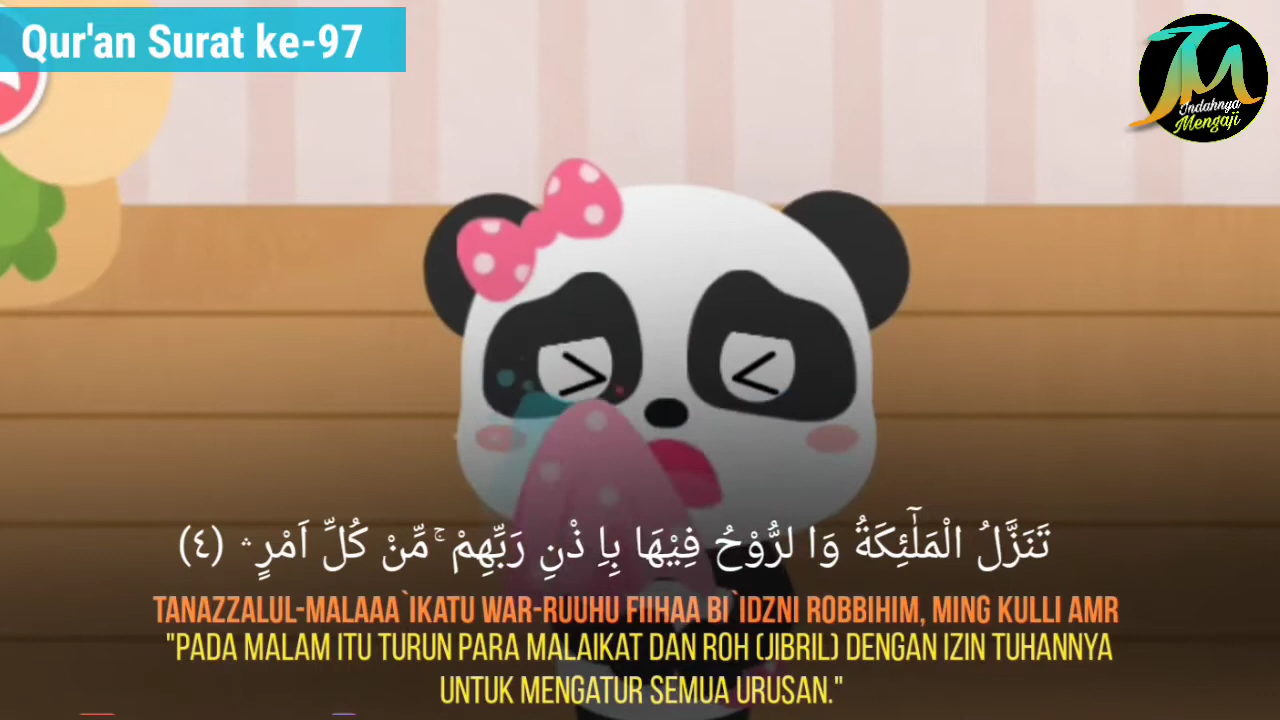 Qur'an Surat ke-97
Indahnya
Mengaji
تَنَزَّلُ الْمَلٰٓئِكَةُ وَا لرُّوْحُ فِيْهَا بِاِ ذْنِ رَبِّهِمْ ۚ مِّنْ كُلِّ اَمْرٍ ۛ (٤)
TANAZZALUL-MALAAA`IKATU WAR-RUUHU FIIHAA BI`IDZNI ROBBIHIM, MING KULLI AMR
"PADA MALAM ITU TURUN PARA MALAIKAT DAN ROH (JIBRIL) DENGAN IZIN TUHANNYA
UNTUK MENGATUR SEMUA URUSAN."